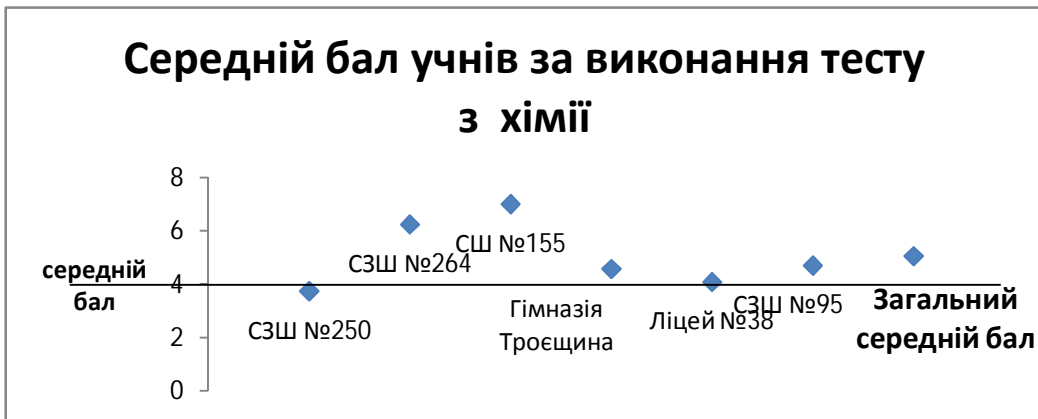 Середній бал учнів за виконання тесту
з хімії
8
6
4
2
0
середній
бал
СЗШ №250
СЗШ №264
СШ №155
Гімназія
Троєщина
Ліцей №38
СЗШ №95
Загальний
середній бал